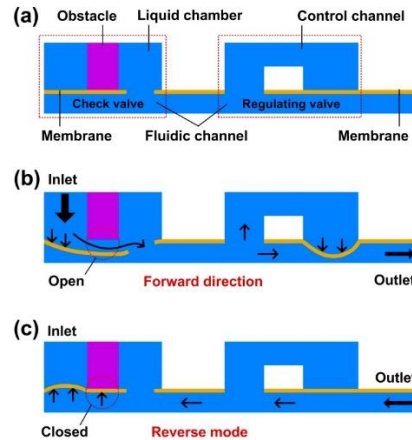 (a) Obstacle Liquid chamber Control channel
Check valve Regulating valve
Membrane Fluidic channel Membrane
(b) Inlet
Open Forward direction Outlet
(c) Inlet Outlet
Closed Reverse mode